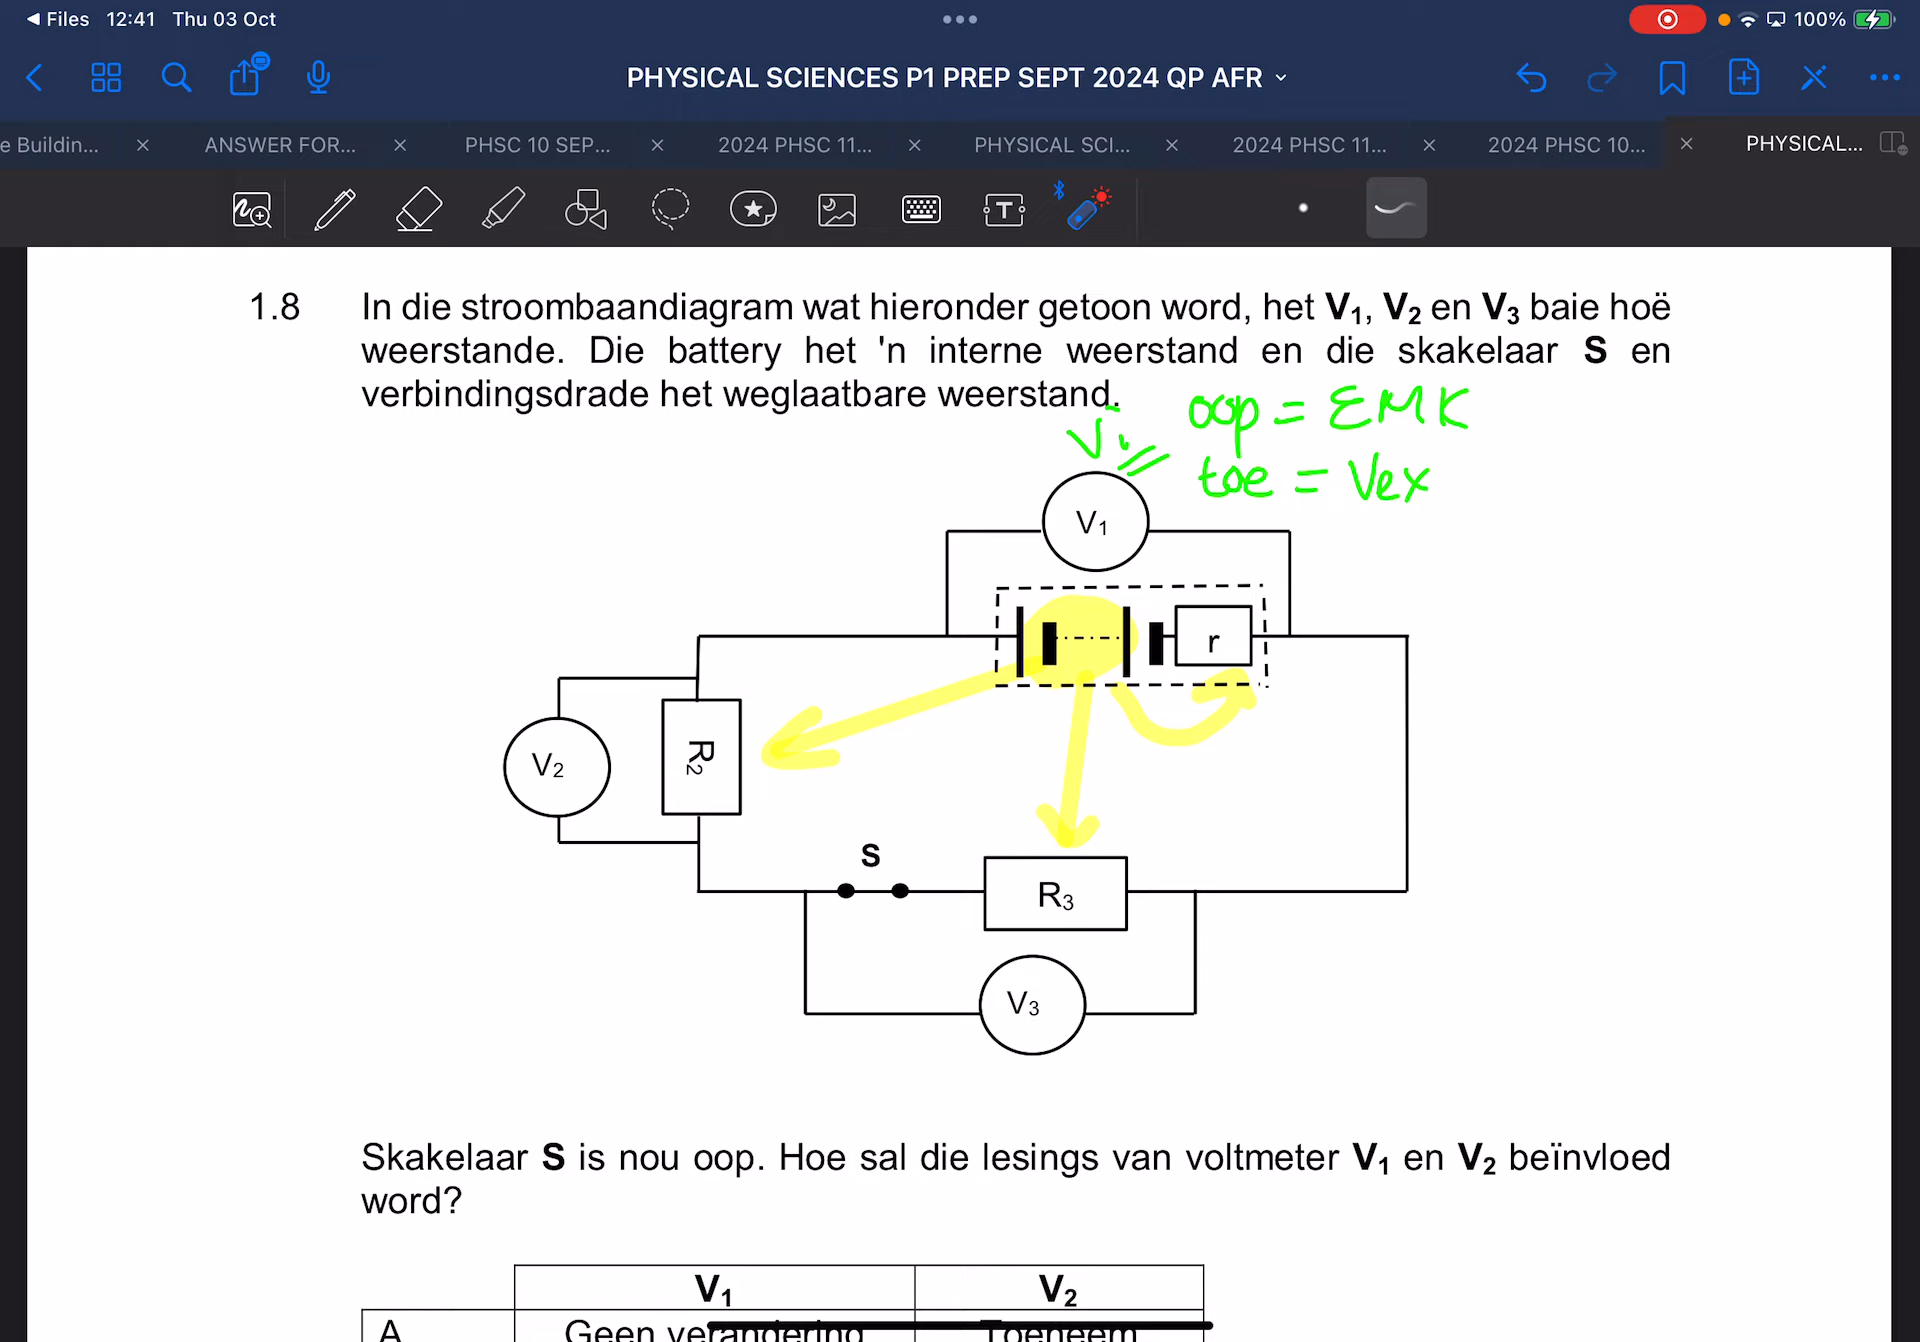 Files 12:41 Thu 03 Oct
100%
PHYSICAL SCIENCES P1 PREP SEPT 2024 QP AFR
e Buildin... ANSWER FOR... PHSC 10 SEP... 2024 PHSC 11... PHYSICAL SCI... 2024 PHSC 11... 2024 PHSC 10... PHYSICAL...
1.8 In die stroombaandiagram wat hieronder getoon word, het V₁, V₂ en V₃ baie hoë
weerstande. Die battery het 'n interne weerstand en die skakelaar S en
verbindingsdrade het weglaatbare weerstand.
oop = EMK
toe = Vex
V₁
r
R₂
V₂
S
R₃
V₃
Skakelaar S is nou oop. Hoe sal die lesings van voltmeter V₁ en V₂ beïnvloed
word?
V₁ V₂
A Geen verandering Toeneem